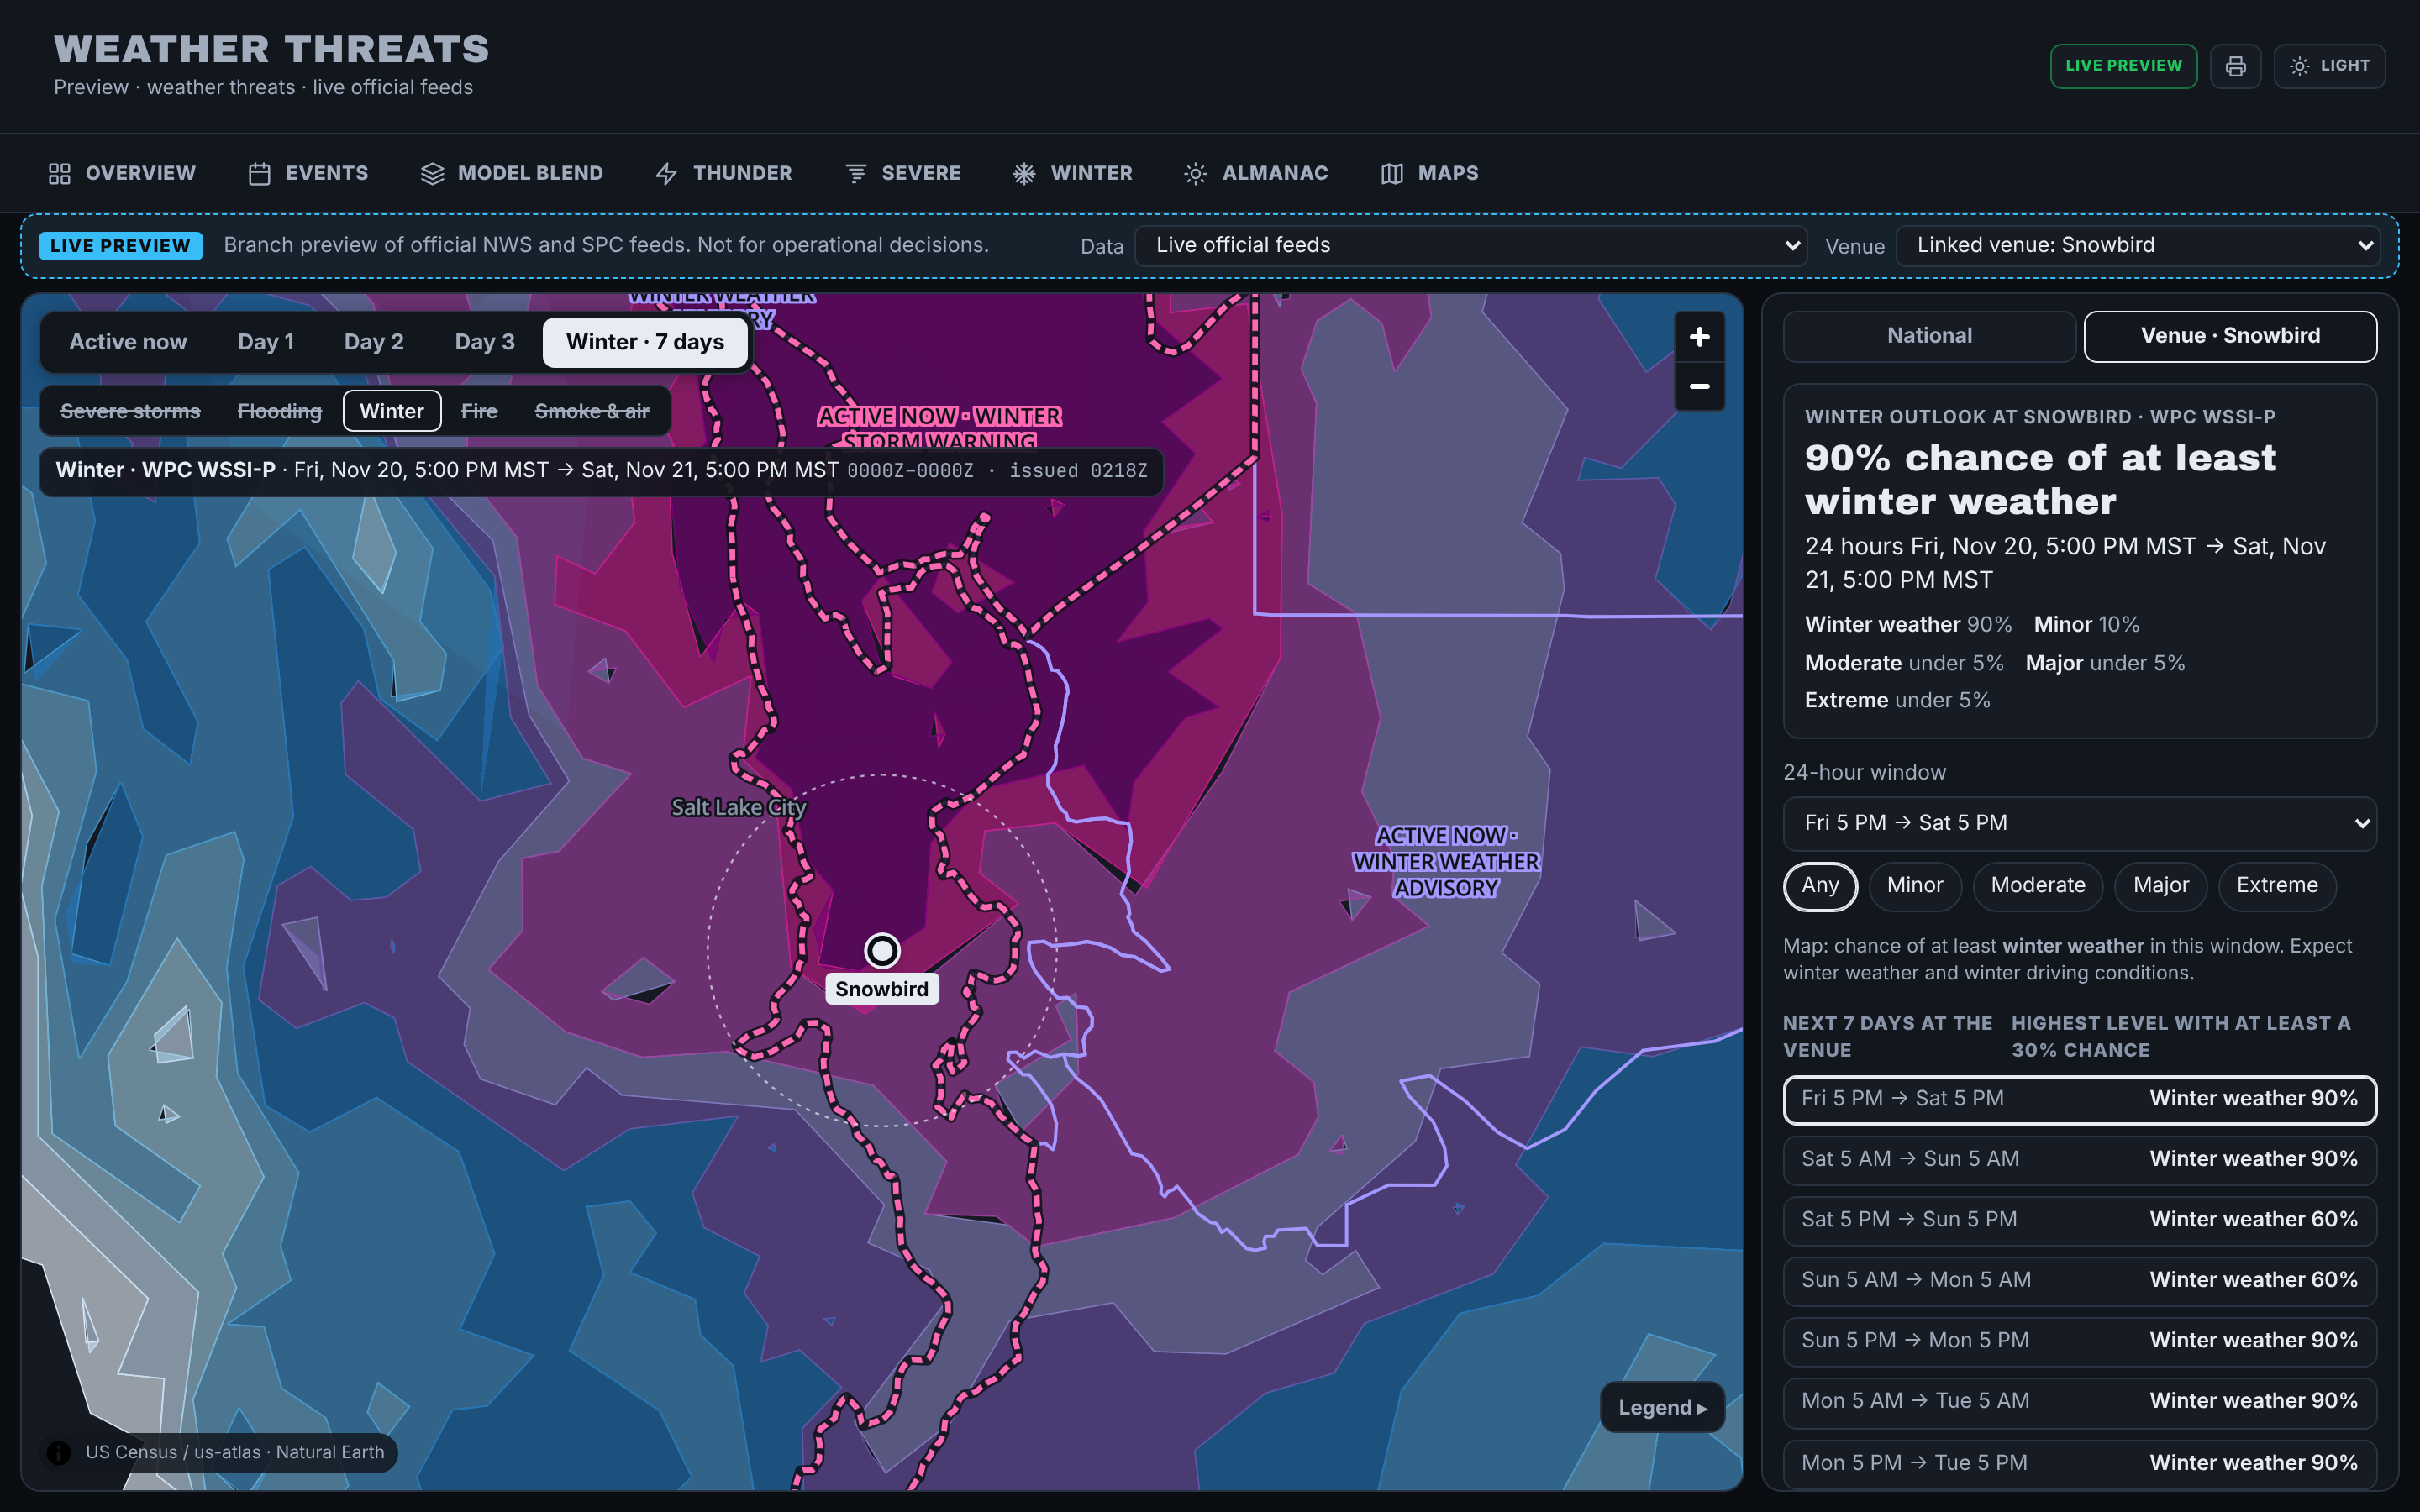 WEATHER THREATS
Preview · weather threats · live official feeds
LIVE PREVIEW
LIGHT
OVERVIEW
EVENTS
MODEL BLEND
THUNDER
SEVERE
WINTER
ALMANAC
MAPS
LIVE PREVIEW
Branch preview of official NWS and SPC feeds. Not for operational decisions.
Data
Live official feeds
Venue
Linked venue: Snowbird
WINTER WEATHER
Active now
Day 1
Day 2
Day 3
Winter · 7 days
Severe storms
Flooding
Winter
Fire
Smoke & air
ACTIVE NOW · WINTER
STORM WARNING
Winter · WPC WSSI-P · Fri, Nov 20, 5:00 PM MST → Sat, Nov 21, 5:00 PM MST 0000Z–0000Z · issued 0218Z
+
−
Salt Lake City
ACTIVE NOW ·
WINTER WEATHER
ADVISORY
Snowbird
Legend ▸
US Census / us-atlas · Natural Earth
National
Venue · Snowbird
WINTER OUTLOOK AT SNOWBIRD · WPC WSSI-P
90% chance of at least
winter weather
24 hours Fri, Nov 20, 5:00 PM MST → Sat, Nov
21, 5:00 PM MST
Winter weather 90% Minor 10%
Moderate under 5% Major under 5%
Extreme under 5%
24-hour window
Fri 5 PM → Sat 5 PM
Any
Minor
Moderate
Major
Extreme
Map: chance of at least winter weather in this window. Expect
winter weather and winter driving conditions.
NEXT 7 DAYS AT THE
VENUE
HIGHEST LEVEL WITH AT LEAST A
30% CHANCE
Fri 5 PM → Sat 5 PM Winter weather 90%
Sat 5 AM → Sun 5 AM Winter weather 90%
Sat 5 PM → Sun 5 PM Winter weather 60%
Sun 5 AM → Mon 5 AM Winter weather 60%
Sun 5 PM → Mon 5 PM Winter weather 90%
Mon 5 AM → Tue 5 AM Winter weather 90%
Mon 5 PM → Tue 5 PM Winter weather 90%